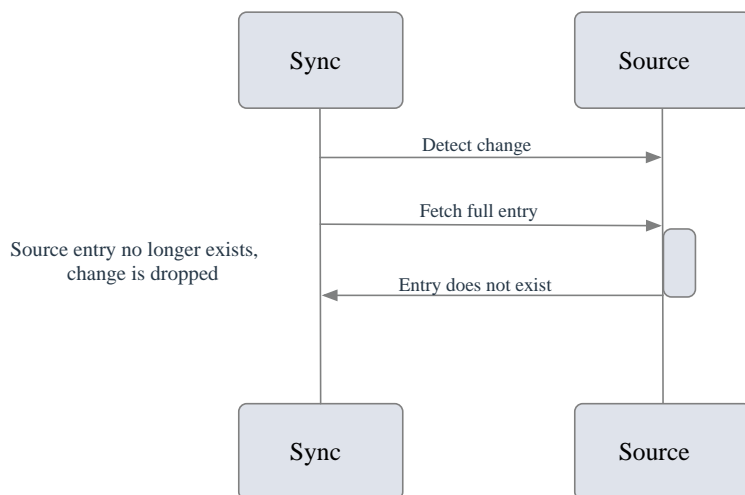 Sync
Source
Detect change
Fetch full entry
Source entry no longer exists,
change is dropped
Entry does not exist
Sync
Source